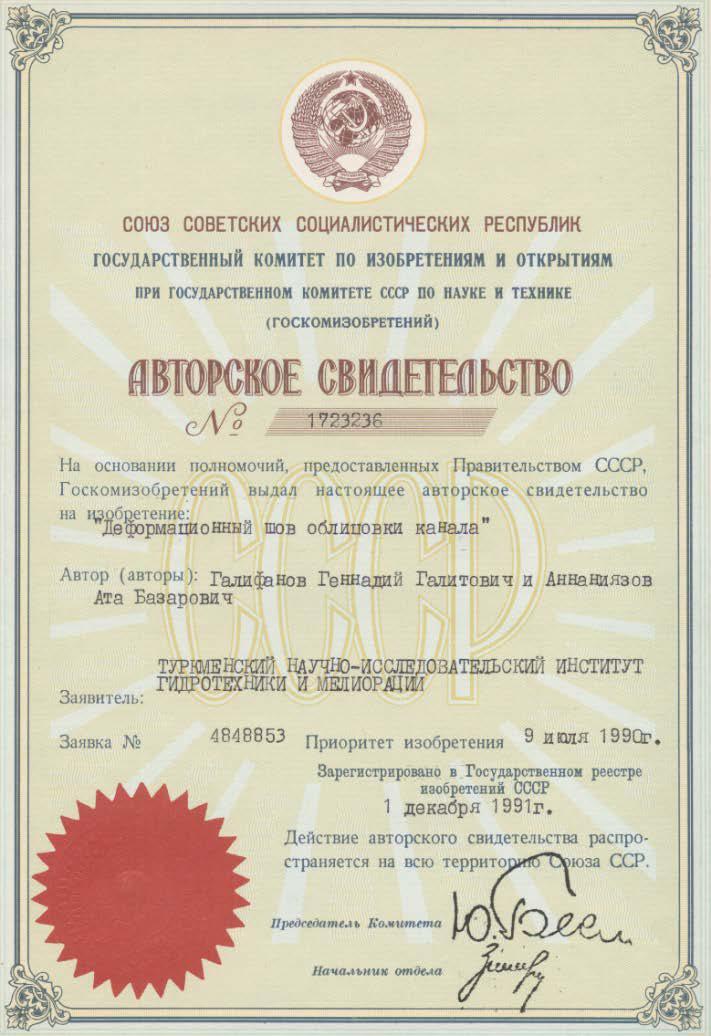 СОЮЗ СОВЕТСКИХ СОЦИАЛИСТИЧЕСКИХ РЕСПУБЛИК
ГОСУДАРСТВЕННЫЙ КОМИТЕТ ПО ИЗОБРЕТЕНИЯМ И ОТКРЫТИЯМ
ПРИ ГОСУДАРСТВЕННОМ КОМИТЕТЕ СССР ПО НАУКЕ И ТЕХНИКЕ
(ГОСКОМИЗОБРЕТЕНИЙ)
АВТОРСКОЕ СВИДЕТЕЛЬСТВО
№ 1723236
На основании полномочий, предоставленных Правительством СССР,
Госкомизобретений выдал настоящее авторское свидетельство
на изобретение:
"Деформационный шов облицовки канала"
Автор (авторы): Галифанов Геннадий Галитович и Аннаниязов
Ата Базарович
ТУРКМЕНСКИЙ НАУЧНО-ИССЛЕДОВАТЕЛЬСКИЙ ИНСТИТУТ
ГИДРОТЕХНИКИ И МЕЛИОРАЦИИ
Заявитель:
Заявка № 4848853 Приоритет изобретения 9 июля 1990г.
Зарегистрировано в Государственном реестре
изобретений СССР
1 декабря 1991г.
Действие авторского свидетельства распро-
страняется на всю территорию Союза ССР.
Председатель Комитета
Начальник отдела
СССР